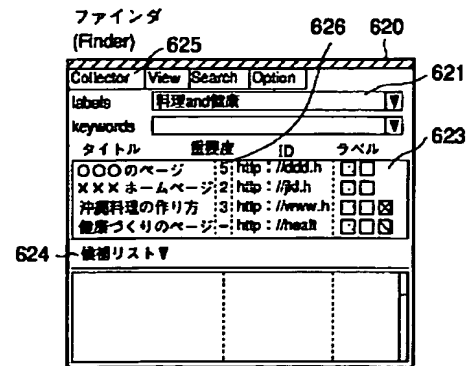 ファインダ
(Finder)
625
626
620
Collector View Search Option
621
labels 料理and健康
keywords
タイトル 重要度 ID ラベル
623
○○○のページ 5 http://ddd.h
×××ホームページ 2 http://jkl.h
沖縄料理の作り方 3 http://www.h
健康づくりのページ - http://healt
624 候補リスト▼